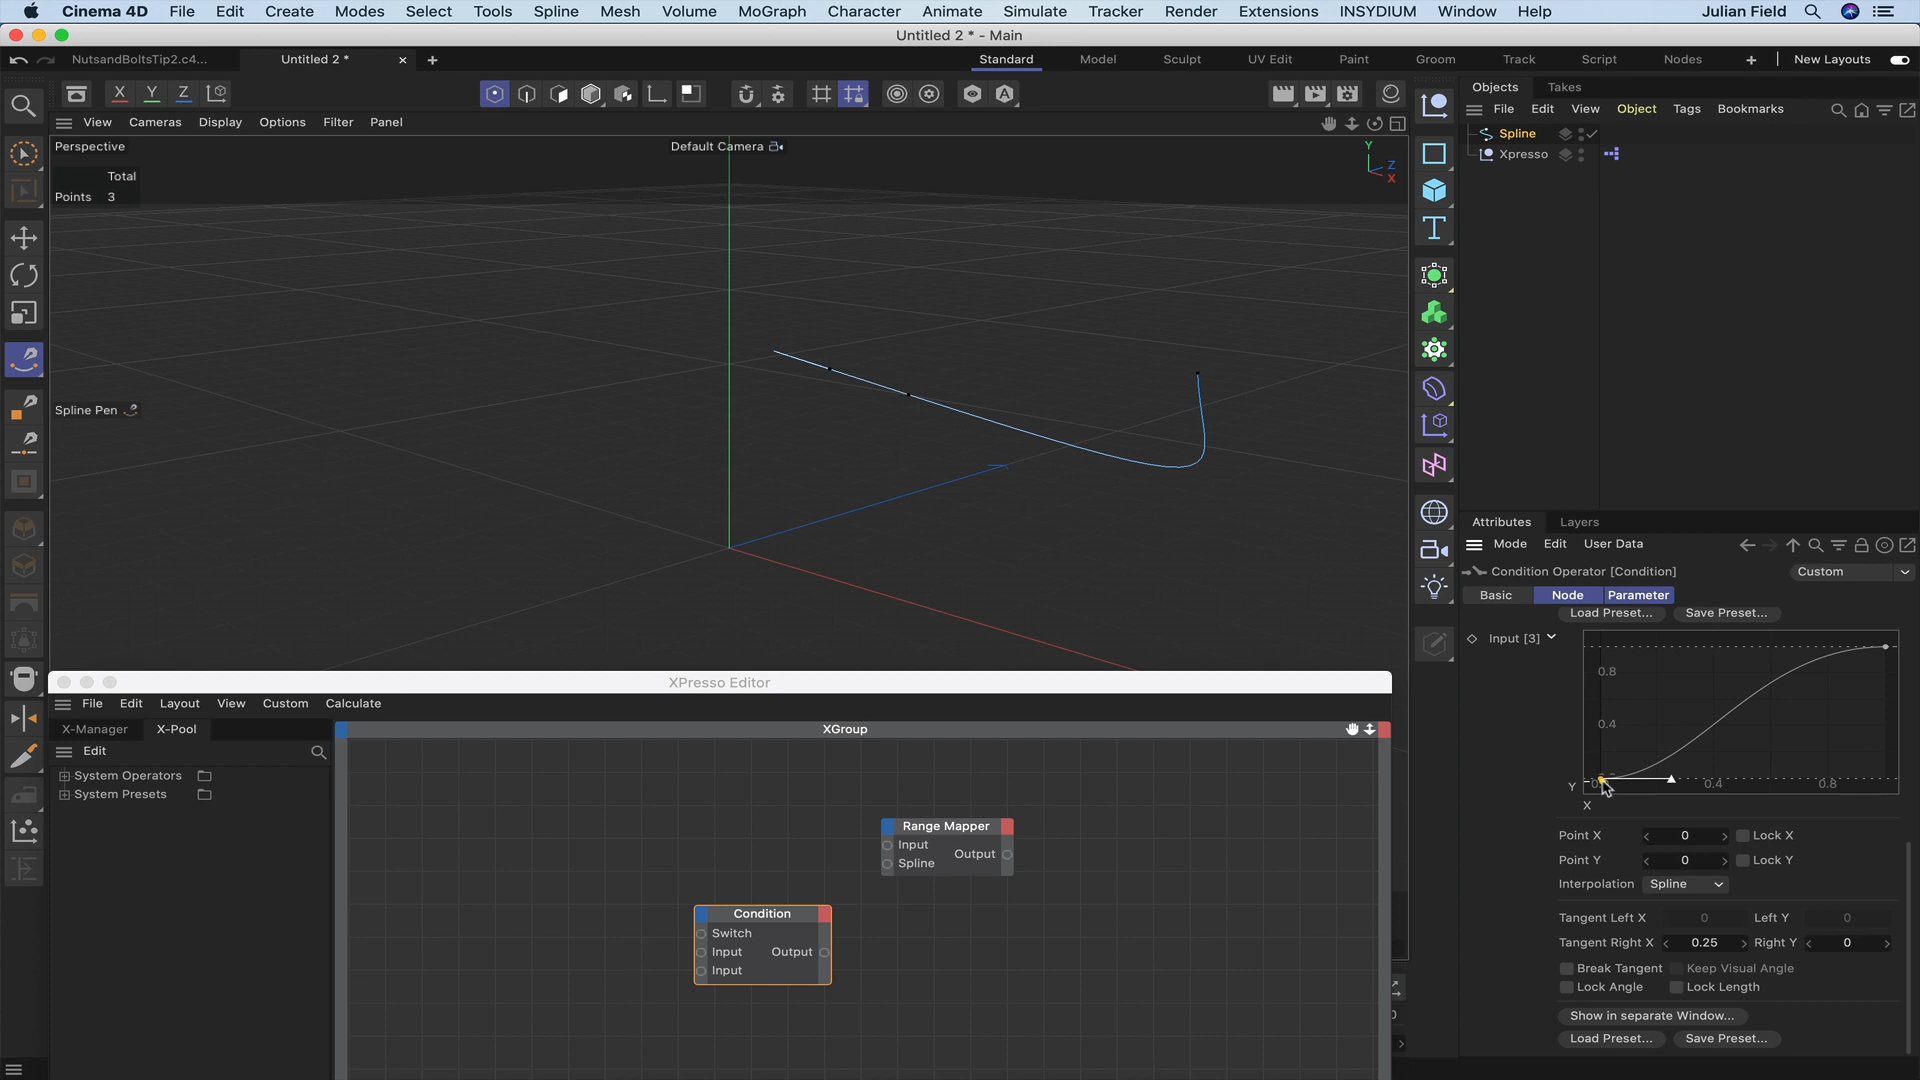 Cinema 4D File Edit Create Modes Select Tools Spline Mesh Volume MoGraph Character Animate Simulate Tracker Render Extensions INSYDIUM Window Help Julian Field
Untitled 2 * - Main
NutsandBoltsTip2.c4... Untitled 2 * × + Standard Model Sculpt UV Edit Paint Groom Track Script Nodes + New Layouts
X Y Z
Objects Takes
File Edit View Object Tags Bookmarks
View Cameras Display Options Filter Panel
Spline
Xpresso
Perspective
Default Camera
Y
Z
X
Total
Points 3
Spline Pen
Attributes Layers
Mode Edit User Data
Condition Operator [Condition] Custom
Basic Node Parameter
Load Preset... Save Preset...
Input [3]
0.8
0.4
Y
0.4 0.8
X
Point X 0 Lock X
Point Y 0 Lock Y
Interpolation Spline
Tangent Left X 0 Left Y 0
Tangent Right X 0.25 Right Y 0
Break Tangent Keep Visual Angle
Lock Angle Lock Length
Show in separate Window...
Load Preset... Save Preset...
XPresso Editor
File Edit Layout View Custom Calculate
X-Manager X-Pool
XGroup
Edit
System Operators
System Presets
Range Mapper
Input
Output
Spline
Condition
Switch
Input Output
Input